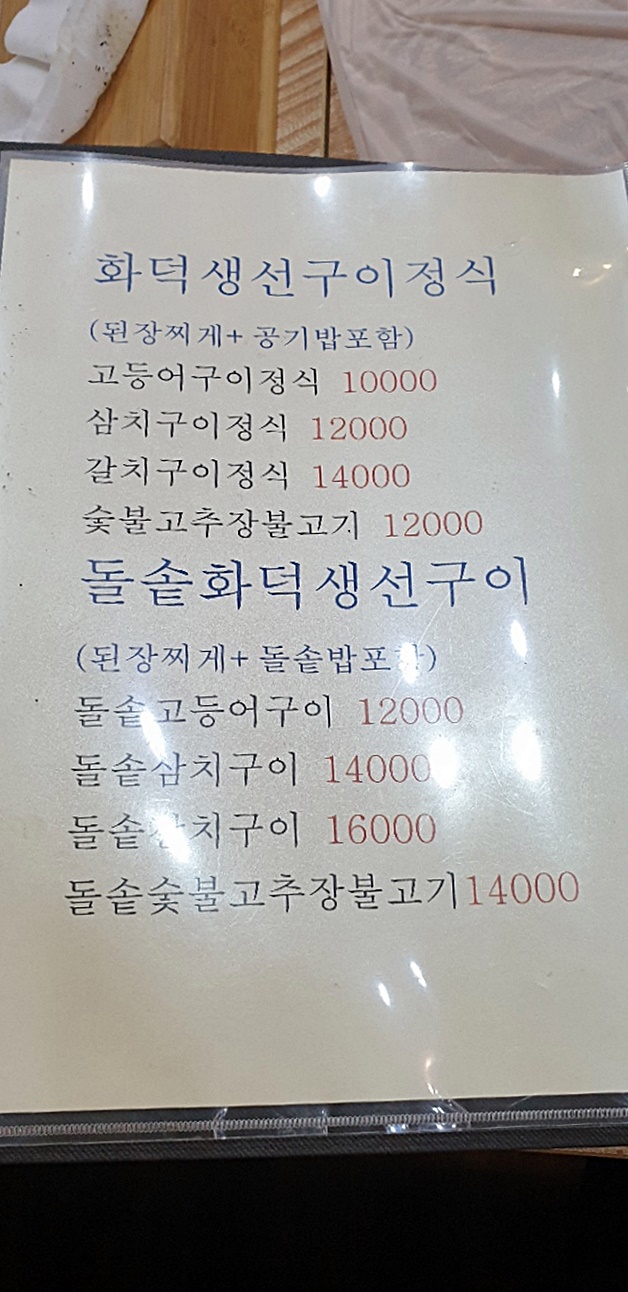 화덕생선구이정식
(된장찌게+ 공기밥포함)
고등어구이정식 10000
삼치구이정식 12000
갈치구이정식 14000
숯불고추장불고기 12000
돌솥화덕생선구이
(된장찌게+ 돌솥밥포함)
돌솥고등어구이 12000
돌솥삼치구이 14000
16000
돌솥숯불고추장불고기14000